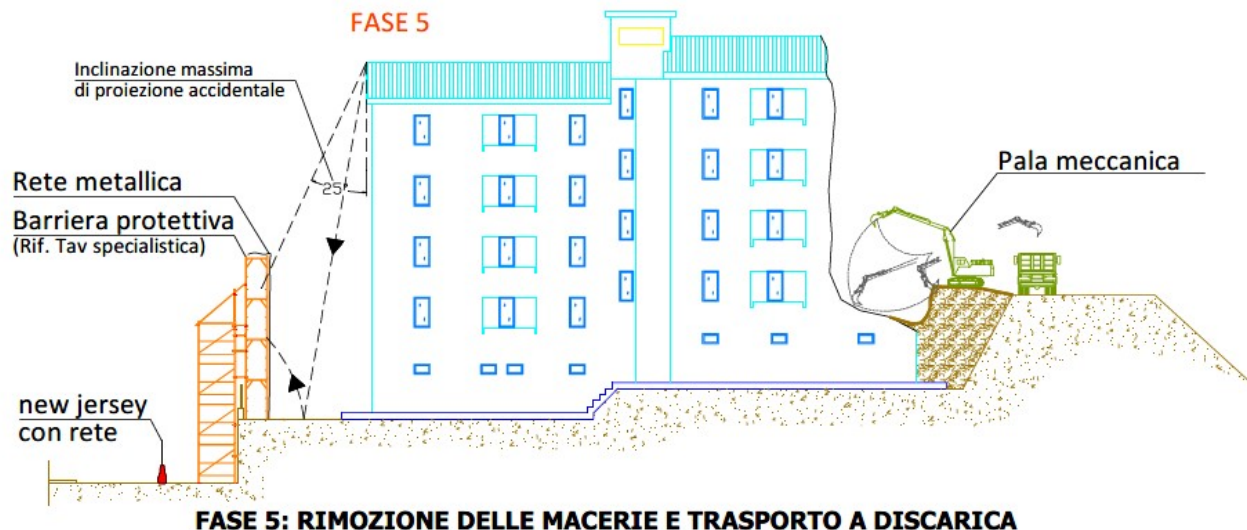 FASE 5
Inclinazione massima
di proiezione accidentale
25°
Rete metallica
Barriera protettiva
(Rif. Tav specialistica)
Pala meccanica
new jersey
con rete
FASE 5: RIMOZIONE DELLE MACERIE E TRASPORTO A DISCARICA